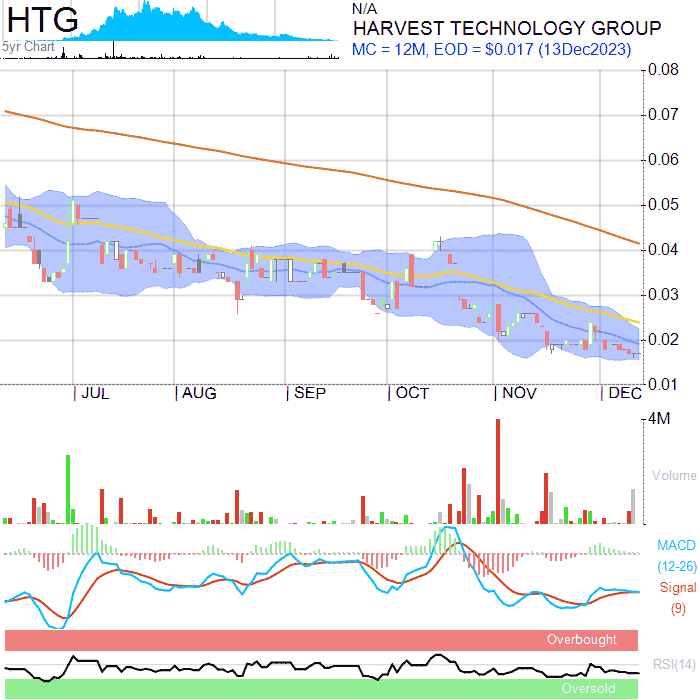 HTG
5yr Chart
N/A
HARVEST TECHNOLOGY GROUP
MC = 12M, EOD = $0.017 (13Dec2023)
0.08
0.07
0.06
0.05
0.04
0.03
0.02
0.01
JUL
AUG
SEP
OCT
NOV
DEC
4M
Volume
MACD
(12-26)
Signal
(9)
Overbought
RSI(14)
Oversold